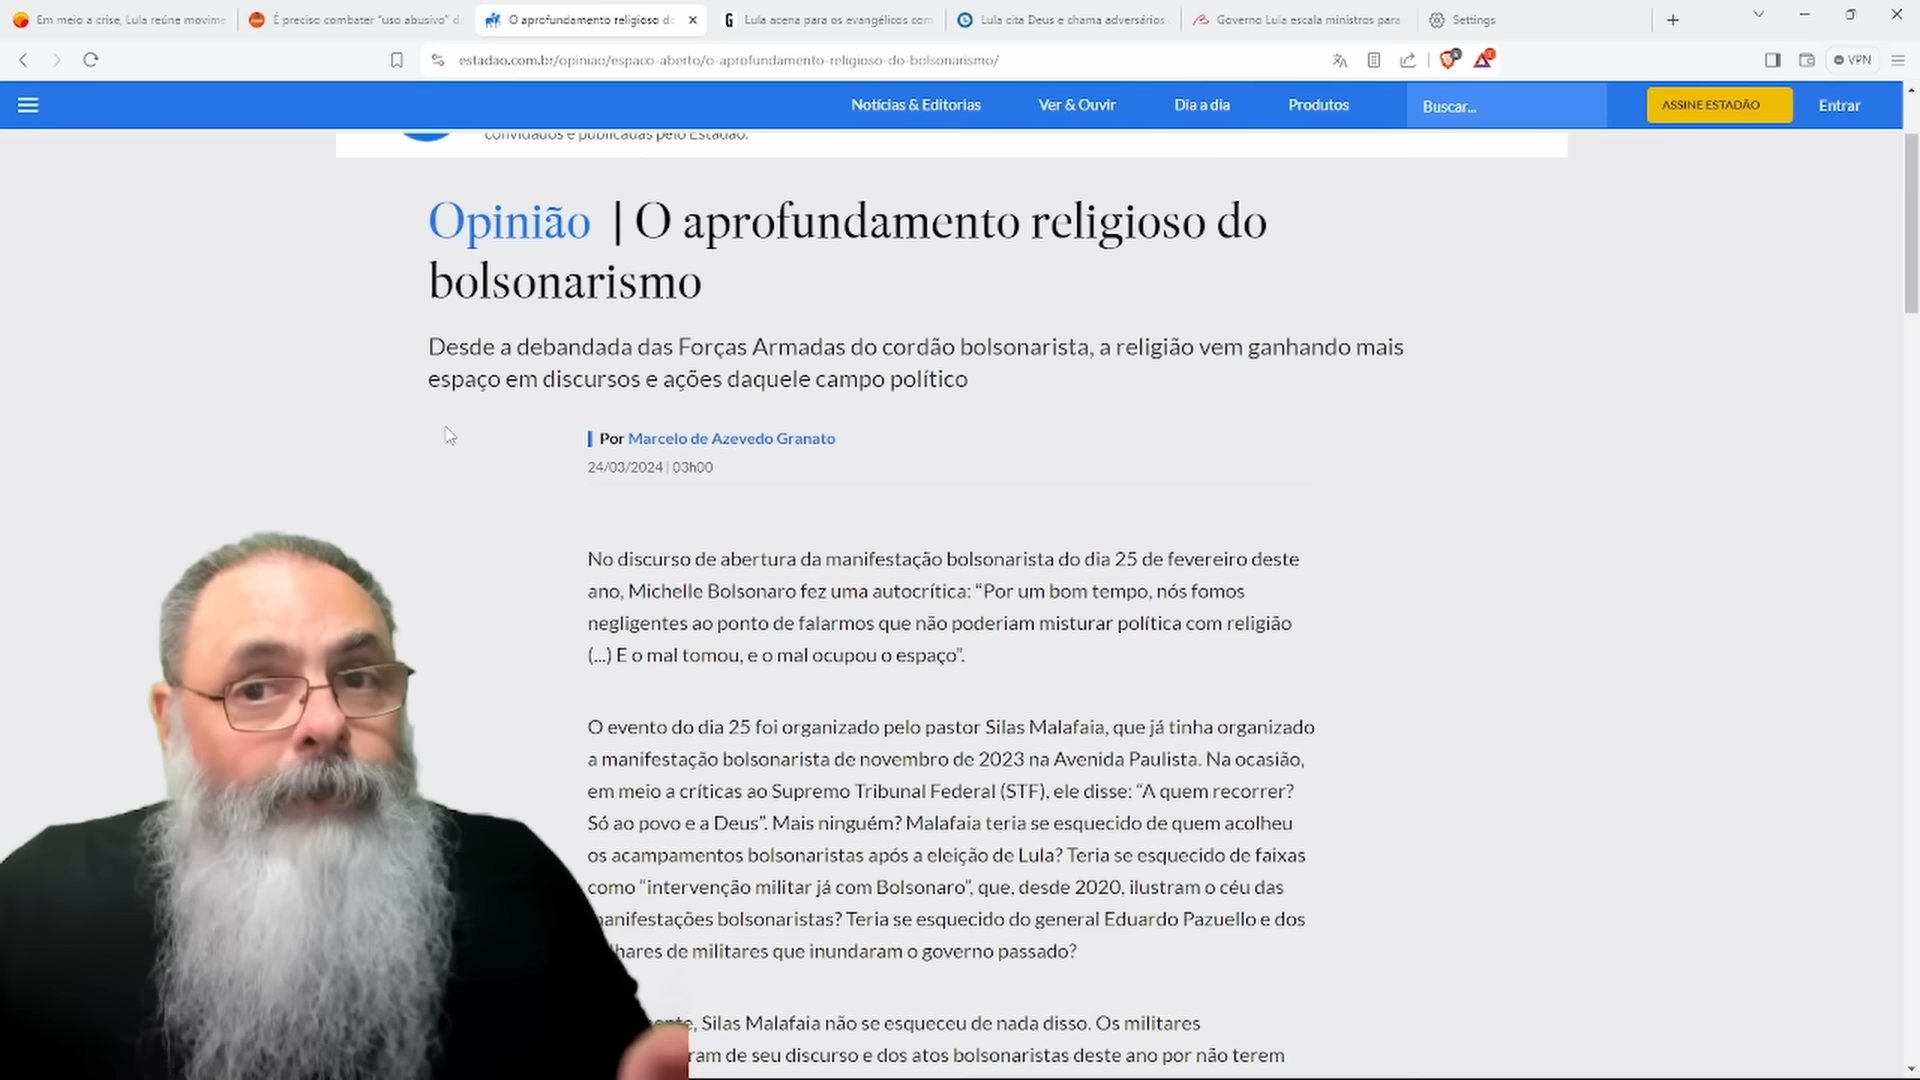 Em meio a crise, Lula reúne movime
É preciso combater "uso abusivo" d
O aprofundamento religioso do
Lula acena para os evangélicos com
Lula cita Deus e chama adversários
Governo Lula escala ministros para
Settings
estadao.com.br/opiniao/espaco-aberto/o-aprofundamento-religioso-do-bolsonarismo/
VPN
Notícias & Editorias
Ver & Ouvir
Dia a dia
Produtos
Buscar...
ASSINE ESTADÃO
Entrar
convidados e publicadas pelo Estadão.
Opinião | O aprofundamento religioso do
bolsonarismo
Desde a debandada das Forças Armadas do cordão bolsonarista, a religião vem ganhando mais
espaço em discursos e ações daquele campo político
Por Marcelo de Azevedo Granato
24/03/2024 | 03h00
No discurso de abertura da manifestação bolsonarista do dia 25 de fevereiro deste
ano, Michelle Bolsonaro fez uma autocrítica: “Por um bom tempo, nós fomos
negligentes ao ponto de falarmos que não poderiam misturar política com religião
(...) E o mal tomou, e o mal ocupou o espaço”.
O evento do dia 25 foi organizado pelo pastor Silas Malafaia, que já tinha organizado
a manifestação bolsonarista de novembro de 2023 na Avenida Paulista. Na ocasião,
em meio a críticas ao Supremo Tribunal Federal (STF), ele disse: “A quem recorrer?
Só ao povo e a Deus”. Mais ninguém? Malafaia teria se esquecido de quem acolheu
os acampamentos bolsonaristas após a eleição de Lula? Teria se esquecido de faixas
como “intervenção militar já com Bolsonaro”, que, desde 2020, ilustram o céu das
anifestações bolsonaristas? Teria se esquecido do general Eduardo Pazuello e dos
lhares de militares que inundaram o governo passado?
, Silas Malafaia não se esqueceu de nada disso. Os militares
ram de seu discurso e dos atos bolsonaristas deste ano por não terem